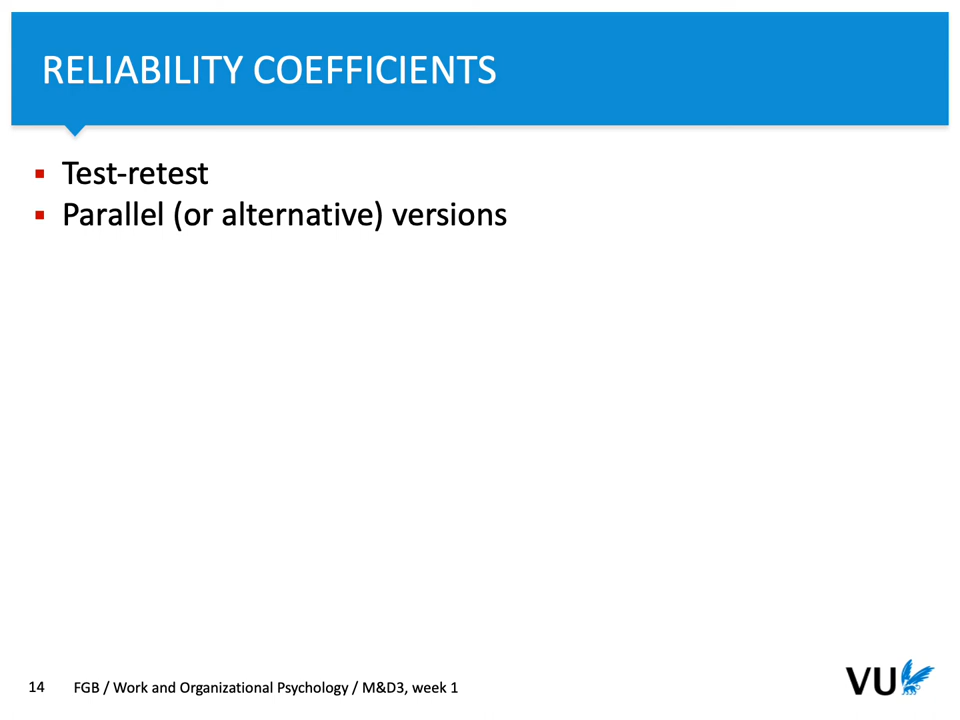 RELIABILITY COEFFICIENTS
▪ Test-retest
▪ Parallel (or alternative) versions
14 FGB / Work and Organizational Psychology / M&D3, week 1
VU